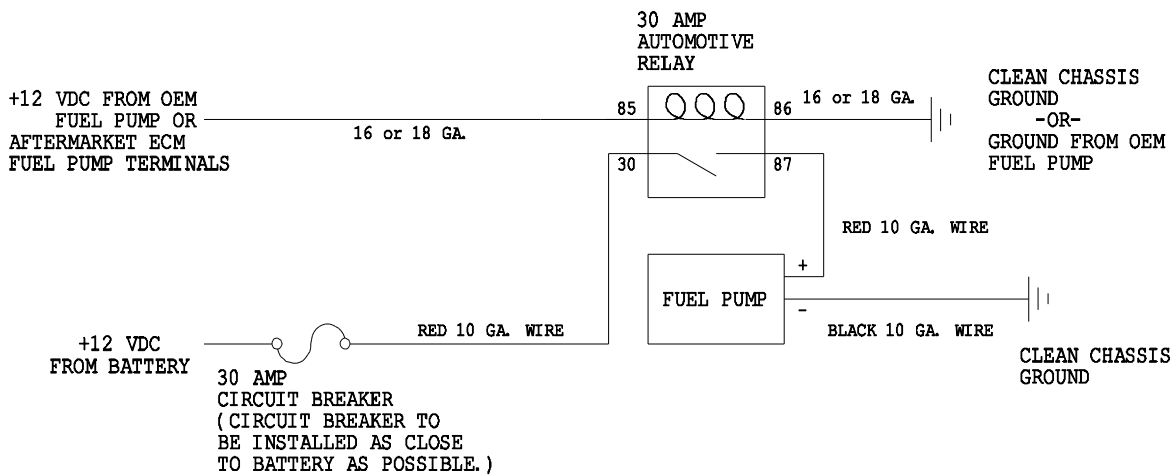 30 AMP
AUTOMOTIVE
RELAY
+12 VDC FROM OEM
FUEL PUMP OR
AFTERMARKET ECM
FUEL PUMP TERMINALS
16 or 18 GA.
85
86
30
87
16 or 18 GA.
CLEAN CHASSIS
GROUND
-OR-
GROUND FROM OEM
FUEL PUMP
RED 10 GA. WIRE
FUEL PUMP
+
-
BLACK 10 GA. WIRE
CLEAN CHASSIS
GROUND
+12 VDC
FROM BATTERY
RED 10 GA. WIRE
30 AMP
CIRCUIT BREAKER
(CIRCUIT BREAKER TO
BE INSTALLED AS CLOSE
TO BATTERY AS POSSIBLE.)